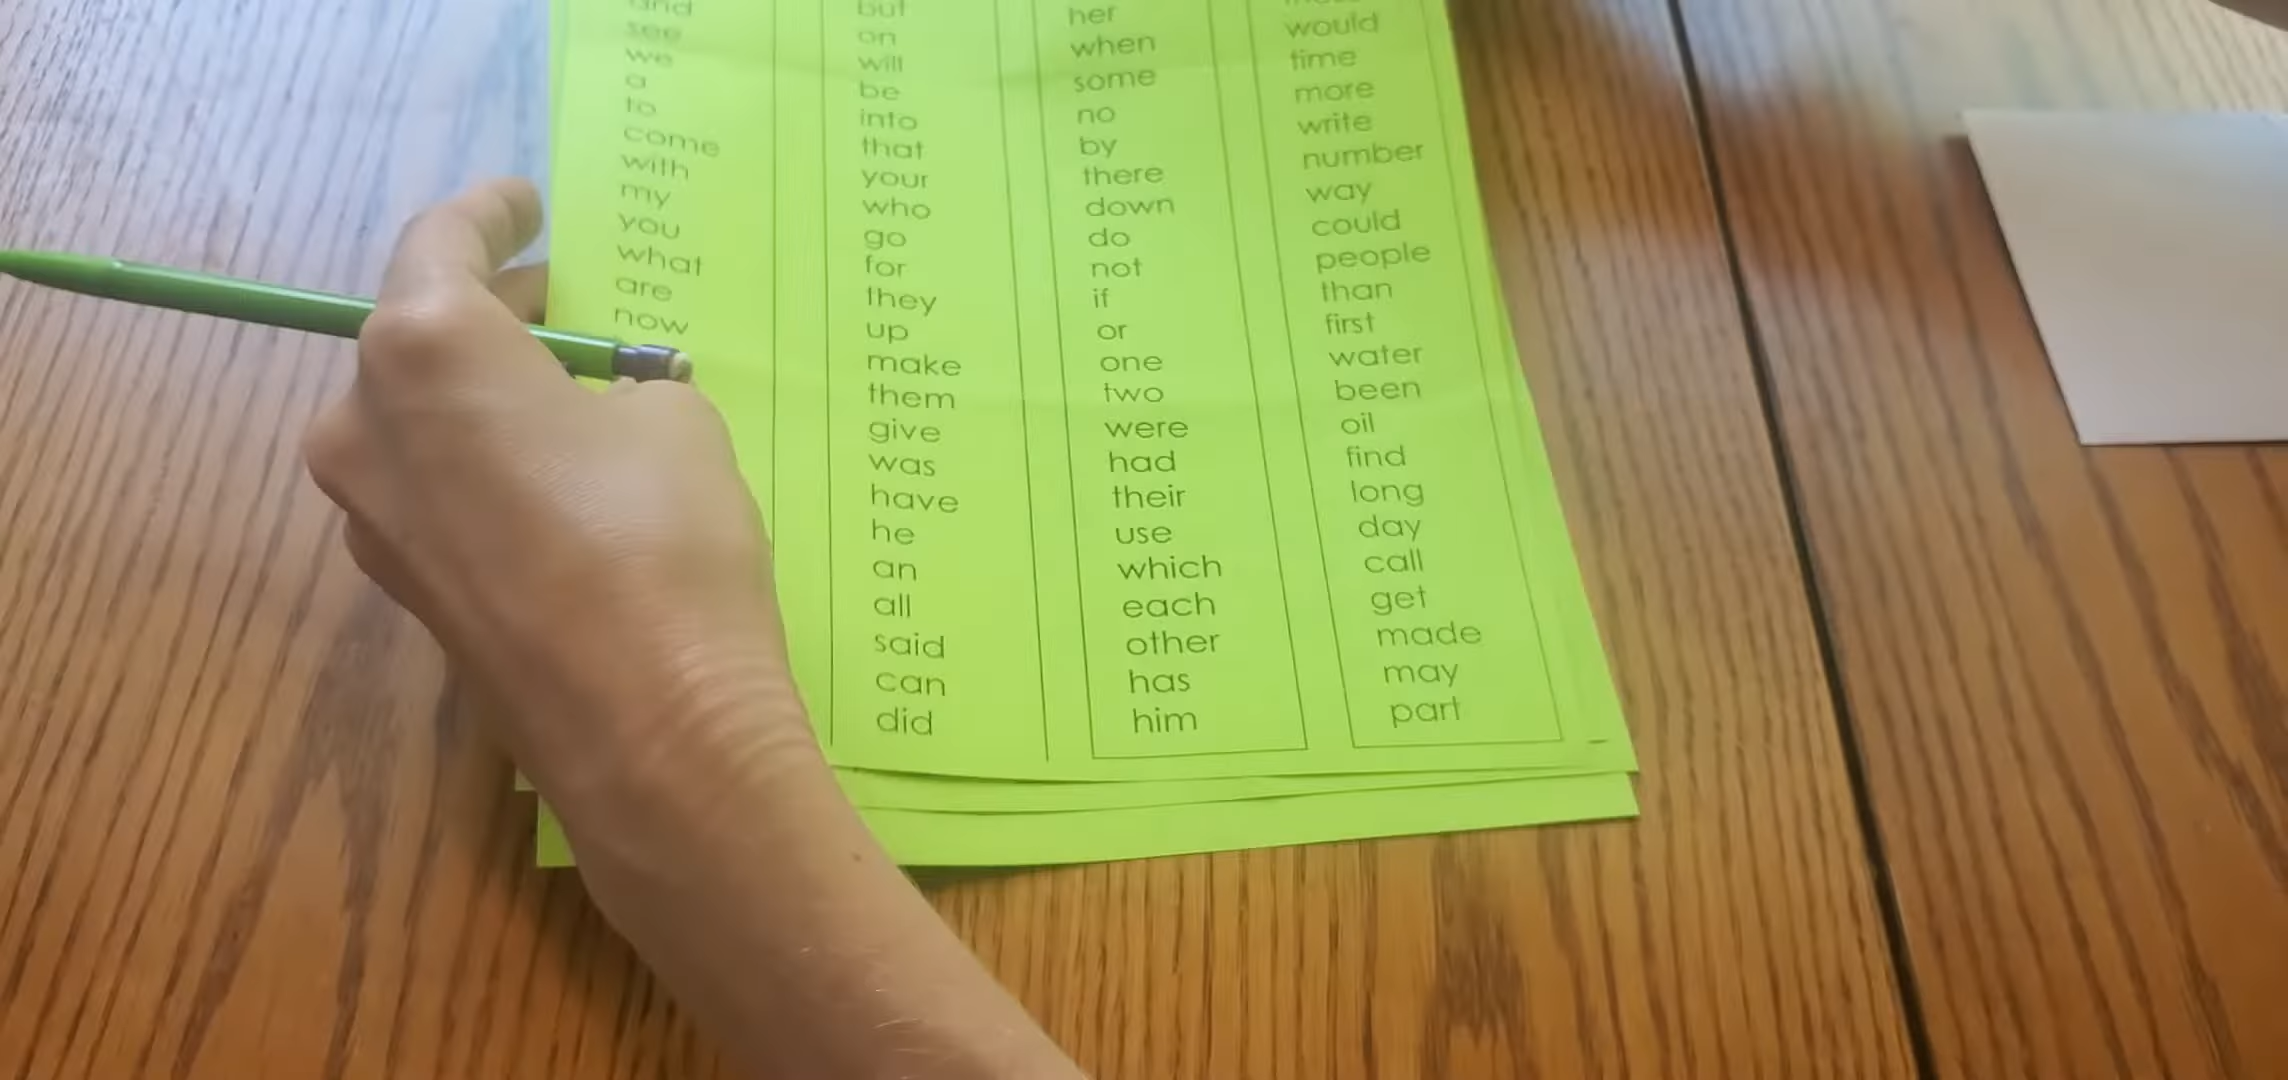 and
see
we
a
to
come
with
my
you
what
are
now
but
on
will
be
into
that
your
who
go
for
they
up
make
them
give
was
have
he
an
all
said
can
did
her
when
some
no
by
there
down
do
not
if
or
one
two
were
had
their
use
which
each
other
has
him
would
time
more
write
number
way
could
people
than
first
water
been
oil
find
long
day
call
get
made
may
part